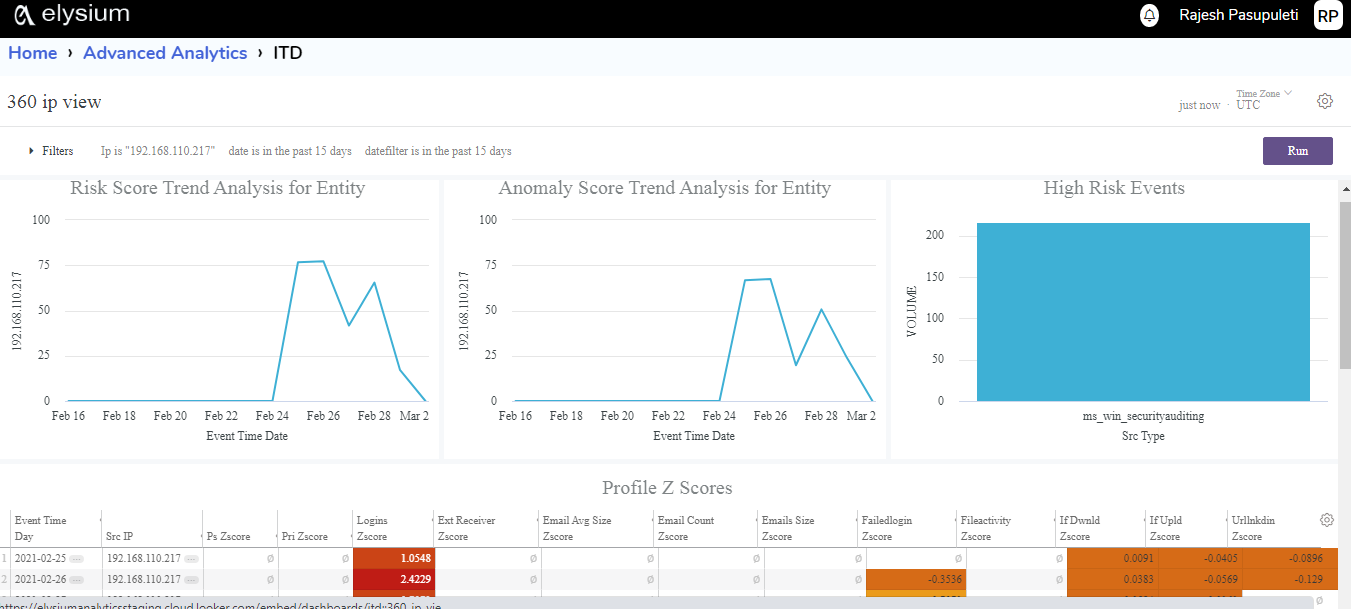 elysium
Rajesh Pasupuleti RP
Home › Advanced Analytics › ITD
360 ip view
just now · Time Zone UTC
Filters Ip is "192.168.110.217" date is in the past 15 days datefilter is in the past 15 days Run
Risk Score Trend Analysis for Entity
100
75
50
25
0
192.168.110.217
Feb 16 Feb 18 Feb 20 Feb 22 Feb 24 Feb 26 Feb 28 Mar 2
Event Time Date
Anomaly Score Trend Analysis for Entity
100
75
50
25
0
192.168.110.217
Feb 16 Feb 18 Feb 20 Feb 22 Feb 24 Feb 26 Feb 28 Mar 2
Event Time Date
High Risk Events
200
150
100
50
0
VOLUME
ms_win_securityauditing
Src Type
Profile Z Scores
Event Time Day Src IP Ps Zscore Pri Zscore Logins Zscore Ext Receiver Zscore Email Avg Size Zscore Email Count Zscore Emails Size Zscore Failedlogin Zscore Fileactivity Zscore If Dwnld Zscore If Upld Zscore Urllnkdin Zscore
1 2021-02-25 192.168.110.217 ∅ ∅ 1.0548 ∅ ∅ ∅ ∅ ∅ ∅ 0.0091 -0.0405 -0.0896
2 2021-02-26 192.168.110.217 ∅ ∅ 2.4229 ∅ ∅ ∅ ∅ -0.3536 ∅ 0.0383 -0.0569 -0.129
https://elysiumanalyticsstaging.cloud.looker.com/embed/dashboards/itd::360_ip_vie